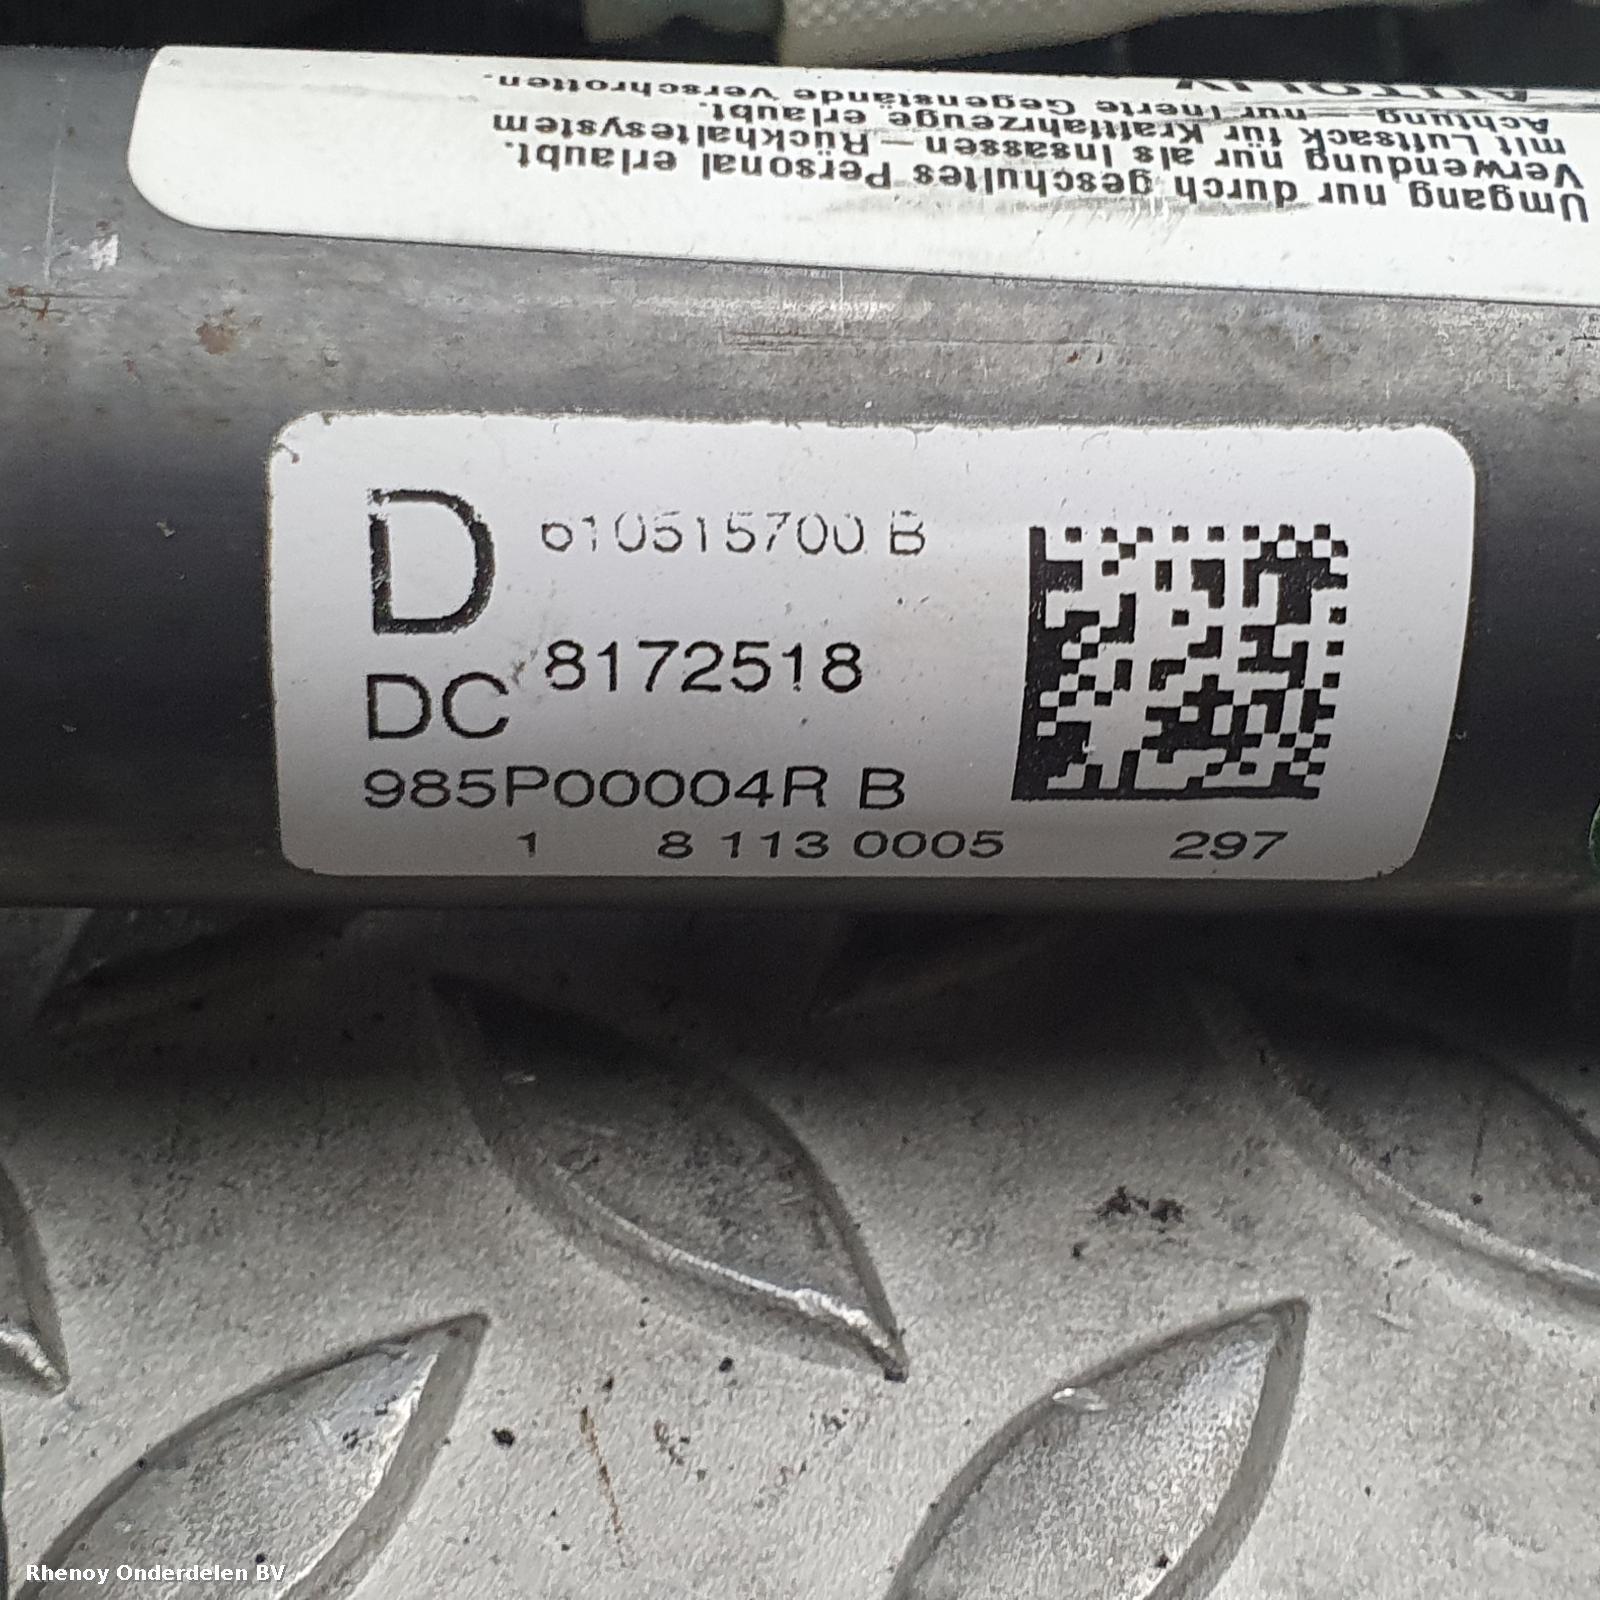 Umgang nur durch geschultes Personal erlaubt.
Verwendung nur als Insassen – Rückhaltesystem
mit Luftsack für Kraftfahrzeuge erlaubt.
Achtung – nur inerte Gegenstände verschrotten.
AUTOLIV
D 610515700 B
DC 8172518
985P00004R B
1 8 113 0005 297
Rhenoy Onderdelen BV